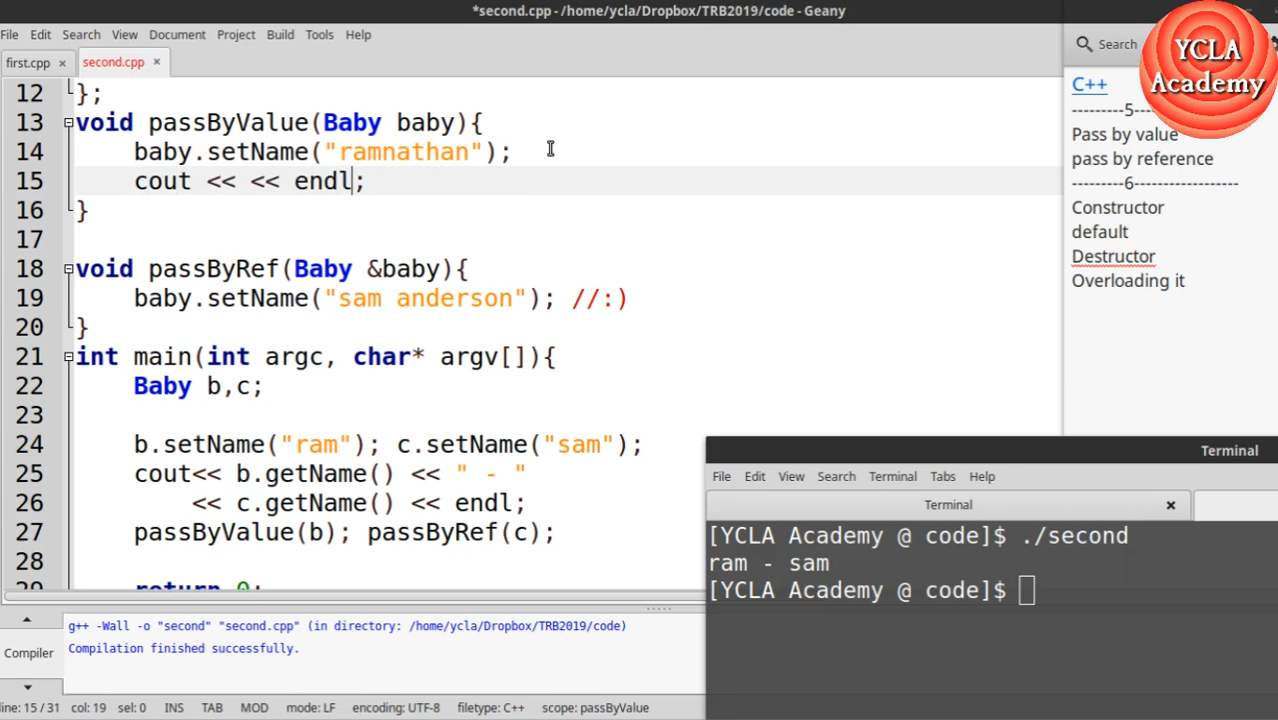 *second.cpp - /home/ycla/Dropbox/TRB2019/code - Geany
File Edit Search View Document Project Build Tools Help
first.cpp × second.cpp ×
12 };
13 void passByValue(Baby baby){
14 baby.setName("ramnathan");
15 cout << << endl;
16 }
17
18 void passByRef(Baby &baby){
19 baby.setName("sam anderson"); //:)
20 }
21 int main(int argc, char* argv[]){
22 Baby b,c;
23
24 b.setName("ram"); c.setName("sam");
25 cout<< b.getName() << " - "
26 << c.getName() << endl;
27 passByValue(b); passByRef(c);
28
29 return 0;
Search
YCLA
Academy
C++
---------5----
Pass by value
pass by reference
---------6-----------------
Constructor
default
Destructor
Overloading it
Terminal
File Edit View Search Terminal Tabs Help
Terminal ×
[YCLA Academy @ code]$ ./second
ram - sam
[YCLA Academy @ code]$
Compiler
g++ -Wall -o "second" "second.cpp" (in directory: /home/ycla/Dropbox/TRB2019/code)
Compilation finished successfully.
line: 15 / 31 col: 19 sel: 0 INS TAB MOD mode: LF encoding: UTF-8 filetype: C++ scope: passByValue